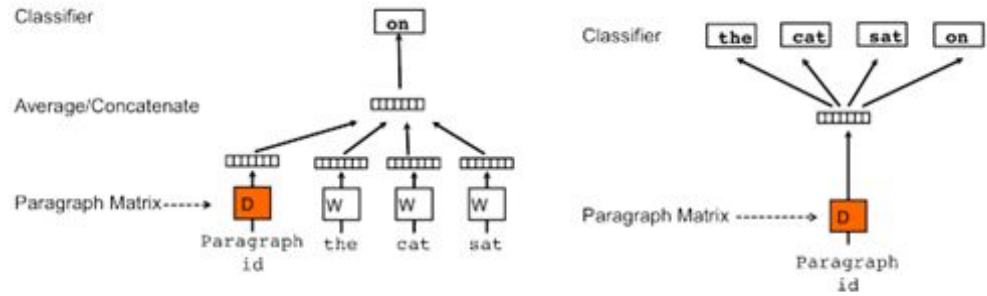 Classifier
on
Average/Concatenate
Paragraph Matrix
D
W
W
W
Paragraph
id
the
cat
sat
Classifier
the
cat
sat
on
Paragraph Matrix
D
Paragraph
id